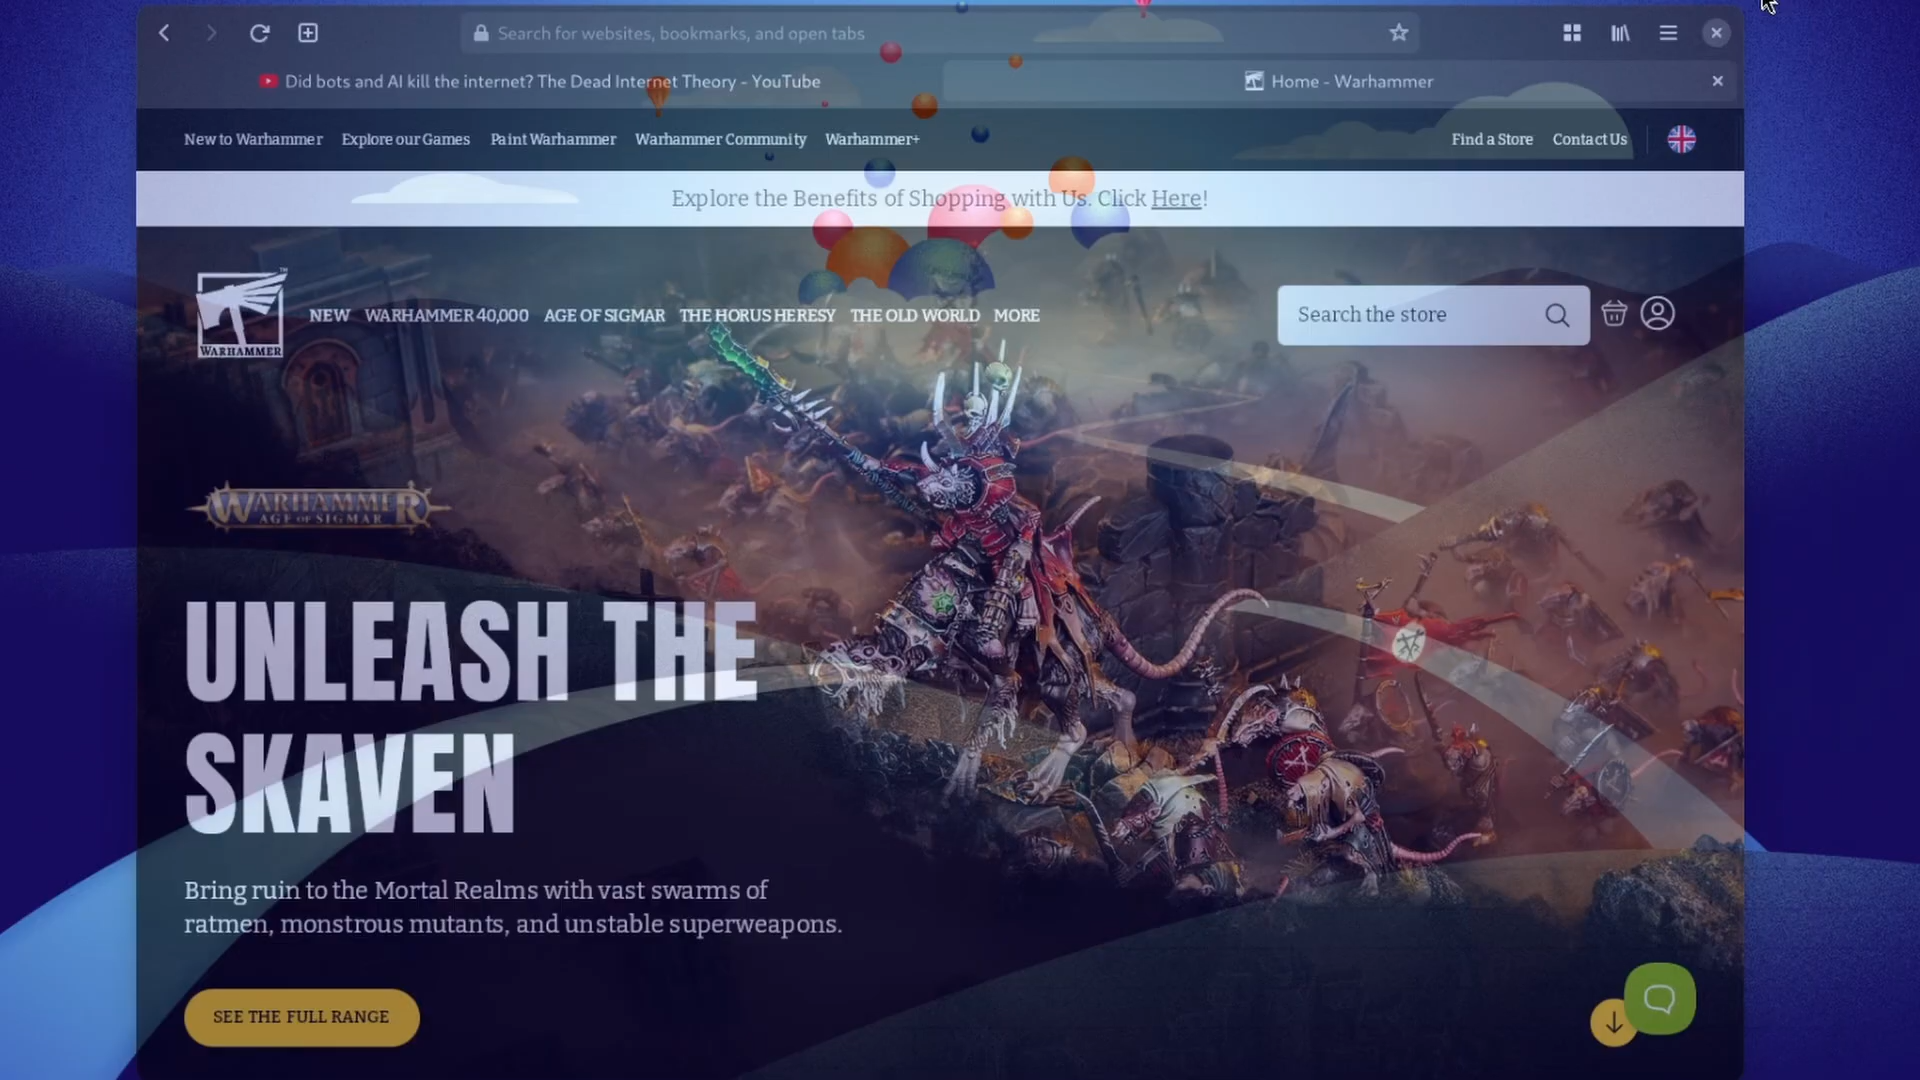 Search for websites, bookmarks, and open tabs
Did bots and AI kill the internet? The Dead Internet Theory - YouTube
Home - Warhammer
New to Warhammer
Explore our Games
Paint Warhammer
Warhammer Community
Warhammer+
Find a Store
Contact Us
Explore the Benefits of Shopping with Us. Click Here!
WARHAMMER
NEW
WARHAMMER 40,000
AGE OF SIGMAR
THE HORUS HERESY
THE OLD WORLD
MORE
Search the store
WARHAMMER
AGE OF SIGMAR
UNLEASH THE
SKAVEN
Bring ruin to the Mortal Realms with vast swarms of
ratmen, monstrous mutants, and unstable superweapons.
SEE THE FULL RANGE